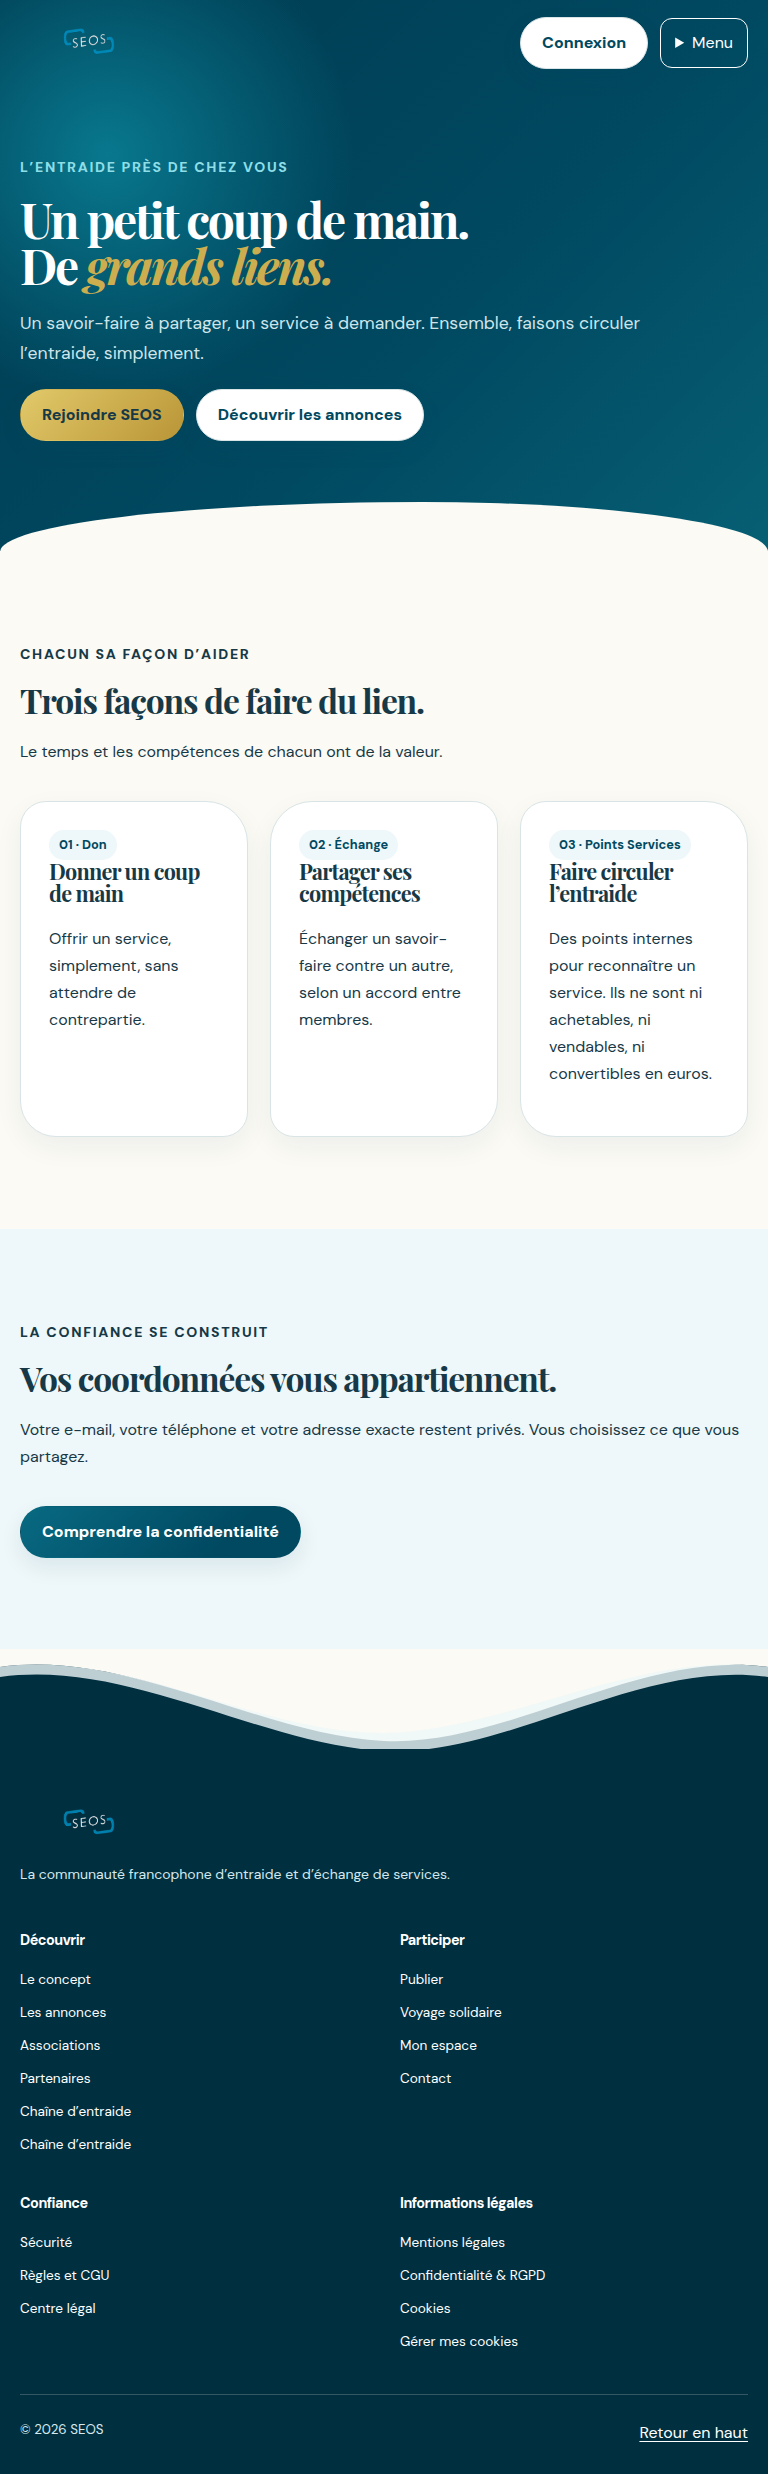 SEOS
Connexion
Menu
L’ENTRAIDE PRÈS DE CHEZ VOUS
Un petit coup de main.
De grands liens.
Un savoir-faire à partager, un service à demander. Ensemble, faisons circuler
l’entraide, simplement.
Rejoindre SEOS
Découvrir les annonces
CHACUN SA FAÇON D’AIDER
Trois façons de faire du lien.
Le temps et les compétences de chacun ont de la valeur.
01 · Don
Donner un coup
de main
Offrir un service,
simplement, sans
attendre de
contrepartie.
02 · Échange
Partager ses
compétences
Échanger un savoir-
faire contre un autre,
selon un accord entre
membres.
03 · Points Services
Faire circuler
l’entraide
Des points internes
pour reconnaître un
service. Ils ne sont ni
achetables, ni
vendables, ni
convertibles en euros.
LA CONFIANCE SE CONSTRUIT
Vos coordonnées vous appartiennent.
Votre e-mail, votre téléphone et votre adresse exacte restent privés. Vous choisissez ce que vous
partagez.
Comprendre la confidentialité
SEOS
La communauté francophone d’entraide et d’échange de services.
Découvrir
Le concept
Les annonces
Associations
Partenaires
Chaîne d’entraide
Chaîne d’entraide
Participer
Publier
Voyage solidaire
Mon espace
Contact
Confiance
Sécurité
Règles et CGU
Centre légal
Informations légales
Mentions légales
Confidentialité & RGPD
Cookies
Gérer mes cookies
© 2026 SEOS
Retour en haut